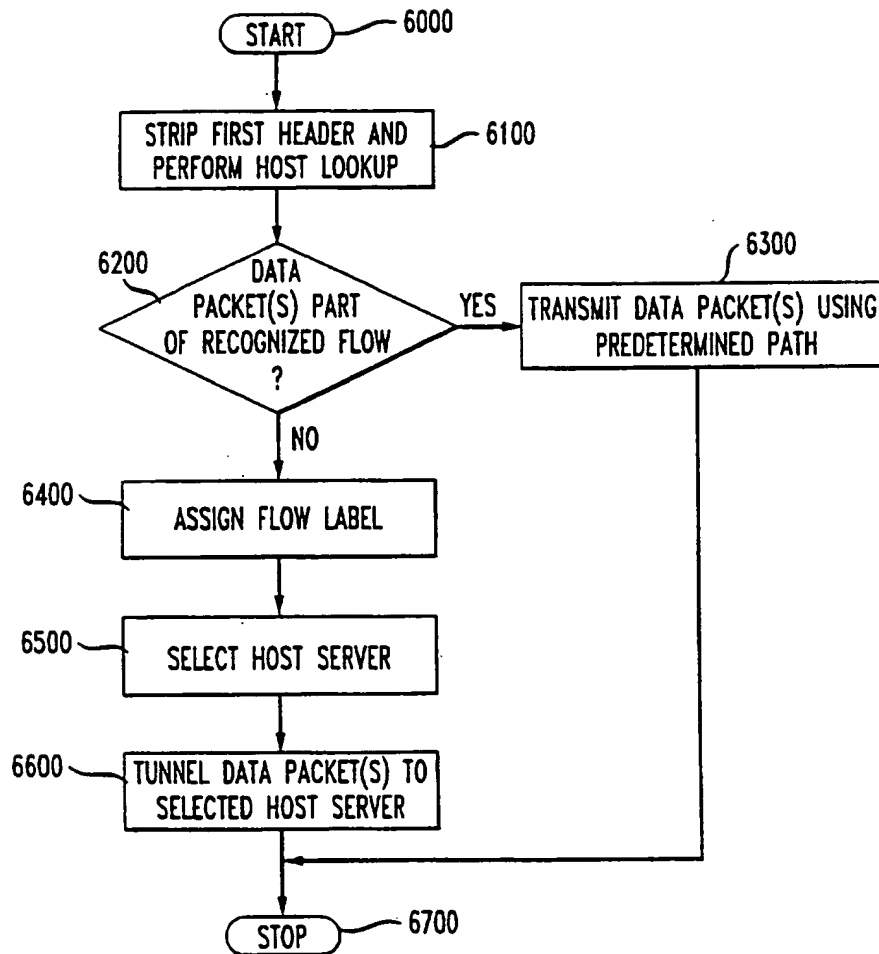 START
6000
STRIP FIRST HEADER AND
PERFORM HOST LOOKUP
6100
6200
DATA
PACKET(S) PART
OF RECOGNIZED FLOW
?
YES
6300
TRANSMIT DATA PACKET(S) USING
PREDETERMINED PATH
NO
6400
ASSIGN FLOW LABEL
6500
SELECT HOST SERVER
6600
TUNNEL DATA PACKET(S) TO
SELECTED HOST SERVER
STOP
6700